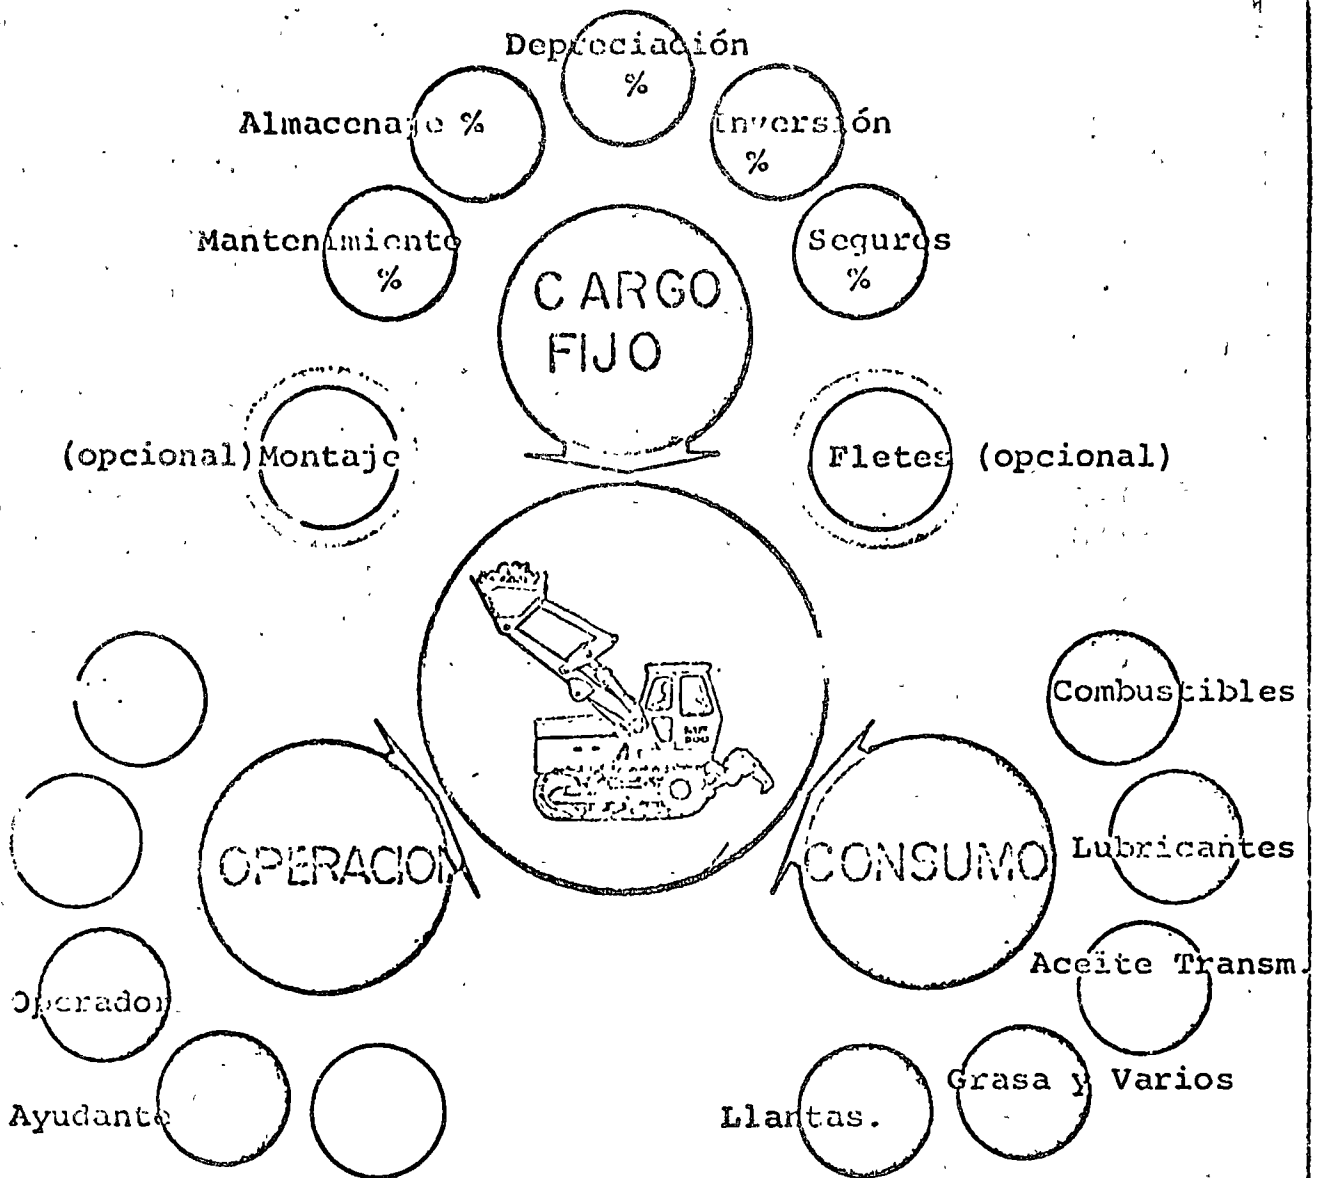 Depreciación
%
Almacenaje %
Inversión
%
Mantenimiento
%
Seguros
%
CARGO
FIJO
(opcional) Montaje
Fletes (opcional)
Combustibles
OPERACION
CONSUMO
Lubricantes
Aceite Transm.
Operador
Grasa y Varios
Ayudante
Llantas.